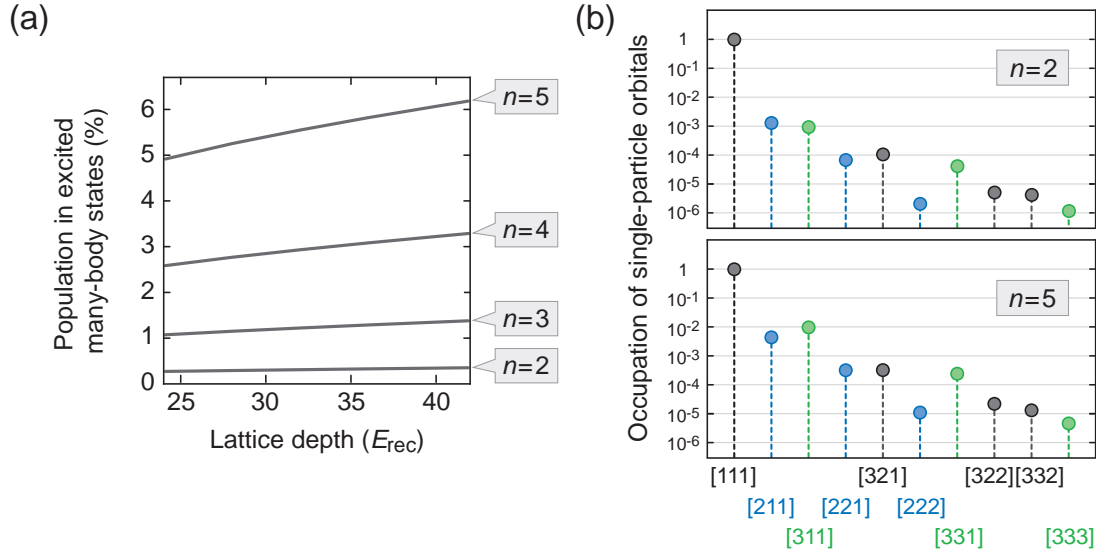 (a)
Population in excited
many-body states (%)
6
5
4
3
2
1
0
n=5
n=4
n=3
n=2
24 30 35 40
Lattice depth (E_rec)
(b)
Occupation of single-particle orbitals
1
10^-1
10^-2
10^-3
10^-4
10^-5
10^-6
n=2
1
10^-1
10^-2
10^-3
10^-4
10^-5
10^-6
n=5
[111] [321] [322] [332]
[211] [221] [222]
[311] [331] [333]